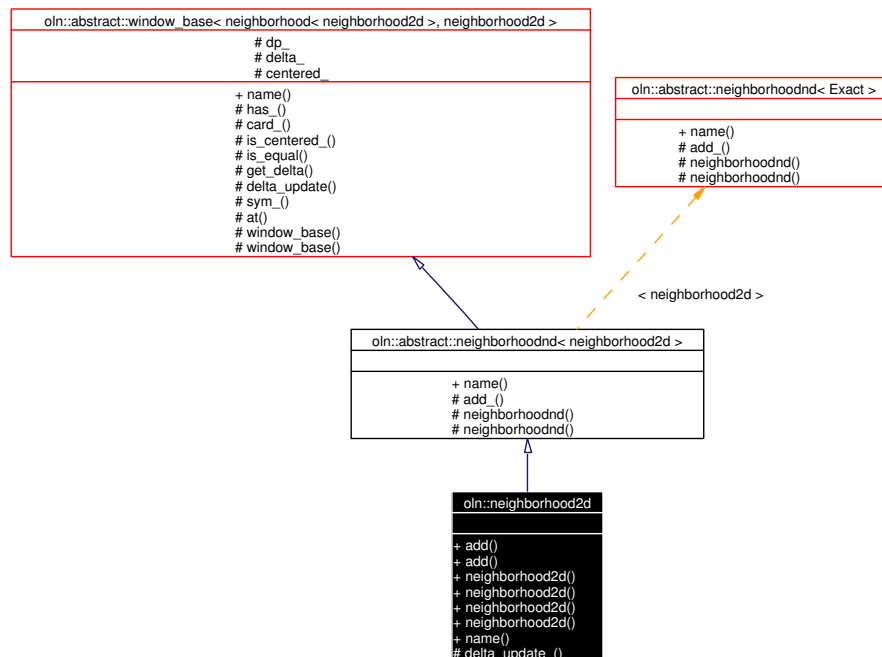 oln::abstract::window_base< neighborhood< neighborhood2d >, neighborhood2d >
# dp_
# delta_
# centered_
+ name()
# has_()
# card_()
# is_centered_()
# is_equal()
# get_delta()
# delta_update()
# sym_()
# at()
# window_base()
# window_base()
oln::abstract::neighborhoodnd< Exact >
+ name()
# add_()
# neighborhoodnd()
# neighborhoodnd()
< neighborhood2d >
oln::abstract::neighborhoodnd< neighborhood2d >
+ name()
# add_()
# neighborhoodnd()
# neighborhoodnd()
oln::neighborhood2d
+ add()
+ add()
+ neighborhood2d()
+ neighborhood2d()
+ neighborhood2d()
+ neighborhood2d()
+ name()
# delta_update_()